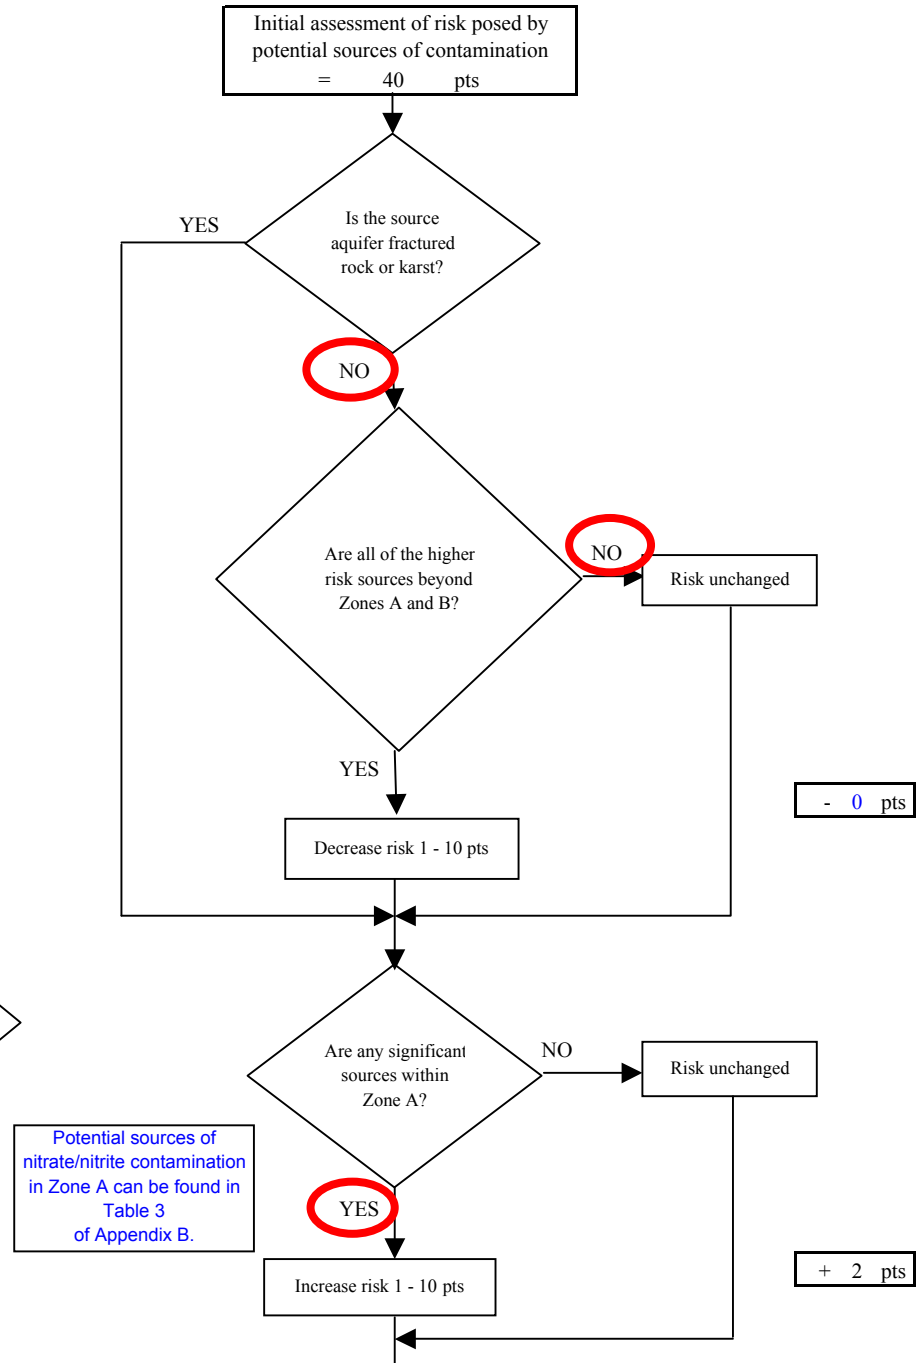 Initial assessment of risk posed by
potential sources of contamination
= 40 pts
YES
Is the source
aquifer fractured
rock or karst?
NO
Are all of the higher
risk sources beyond
Zones A and B?
NO
Risk unchanged
YES
- 0 pts
Decrease risk 1 - 10 pts
Are any significant
sources within
Zone A?
NO
Risk unchanged
Potential sources of
nitrate/nitrite contamination
in Zone A can be found in
Table 3
of Appendix B.
YES
+ 2 pts
Increase risk 1 - 10 pts